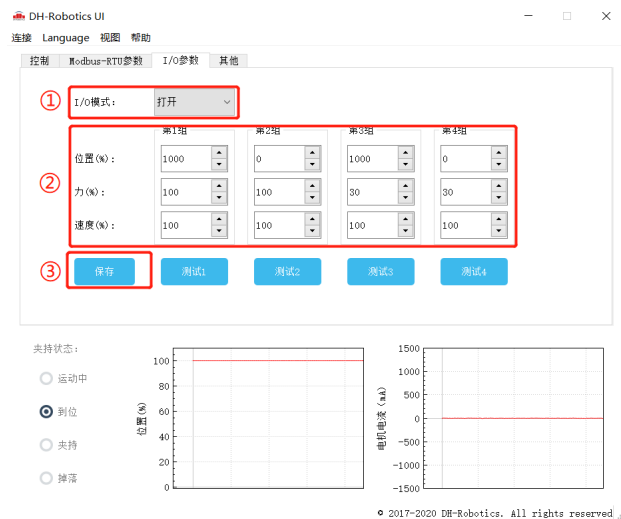 DH-Robotics UI
连接 Language 视图 帮助
控制 Modbus-RTU参数 I/O参数 其他
① I/O模式： 打开
第1组 第2组 第3组 第4组
位置(%)： 1000 0 1000 0
② 力(%)： 100 100 30 30
速度(%)： 100 100 100 100
③ 保存 测试1 测试2 测试3 测试4
夹持状态：
运动中
到位
夹持
掉落
位置(%)
100
80
60
40
20
0
电机电流(mA)
1500
1000
500
0
-500
-1000
-1500
© 2017-2020 DH-Robotics. All rights reserved